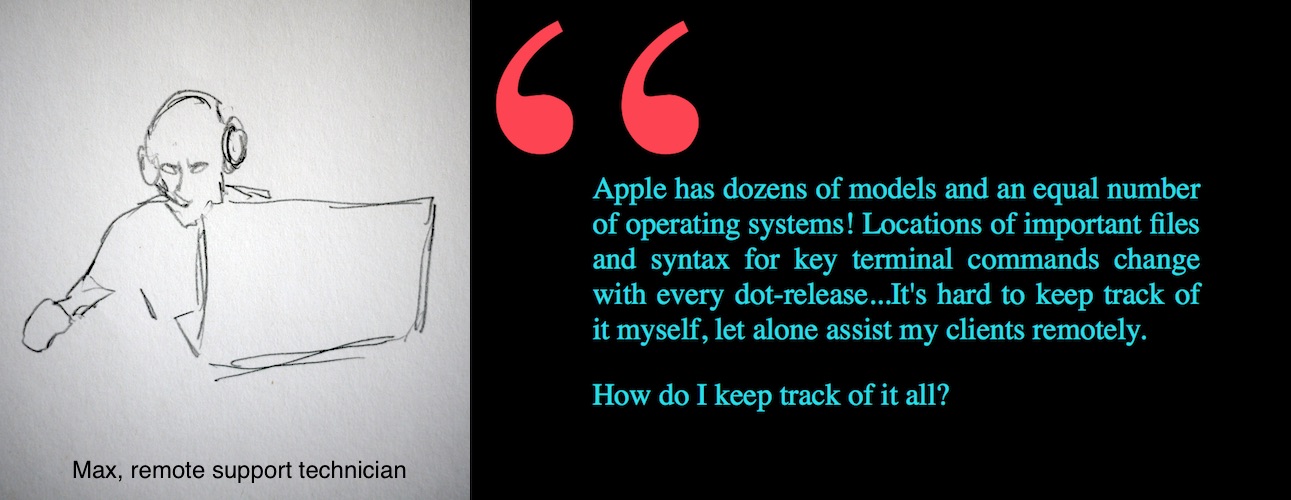 “
Apple has dozens of models and an equal number
of operating systems! Locations of important files
and syntax for key terminal commands change
with every dot-release...It's hard to keep track of
it myself, let alone assist my clients remotely.
How do I keep track of it all?
Max, remote support technician